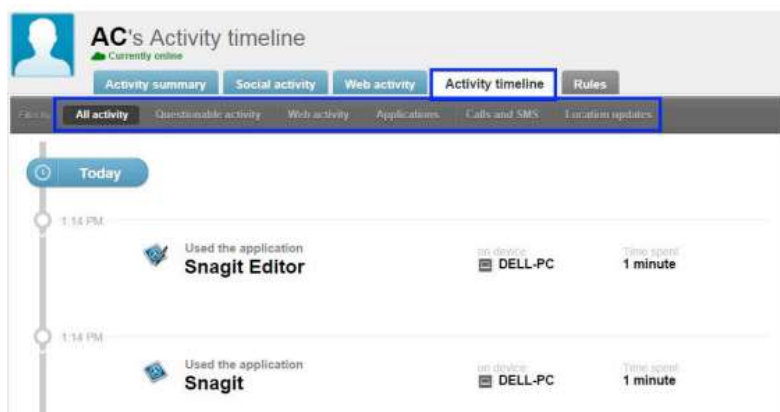 AC's Activity timeline
Currently online
Activity summary Social activity Web activity Activity timeline Rules
Filter by All activity Questionable activity Web activity Applications Calls and SMS Location updates
Today
1:14 PM
Used the application on device Time spent
Snagit Editor DELL-PC 1 minute
1:14 PM
Used the application on device Time spent
Snagit DELL-PC 1 minute